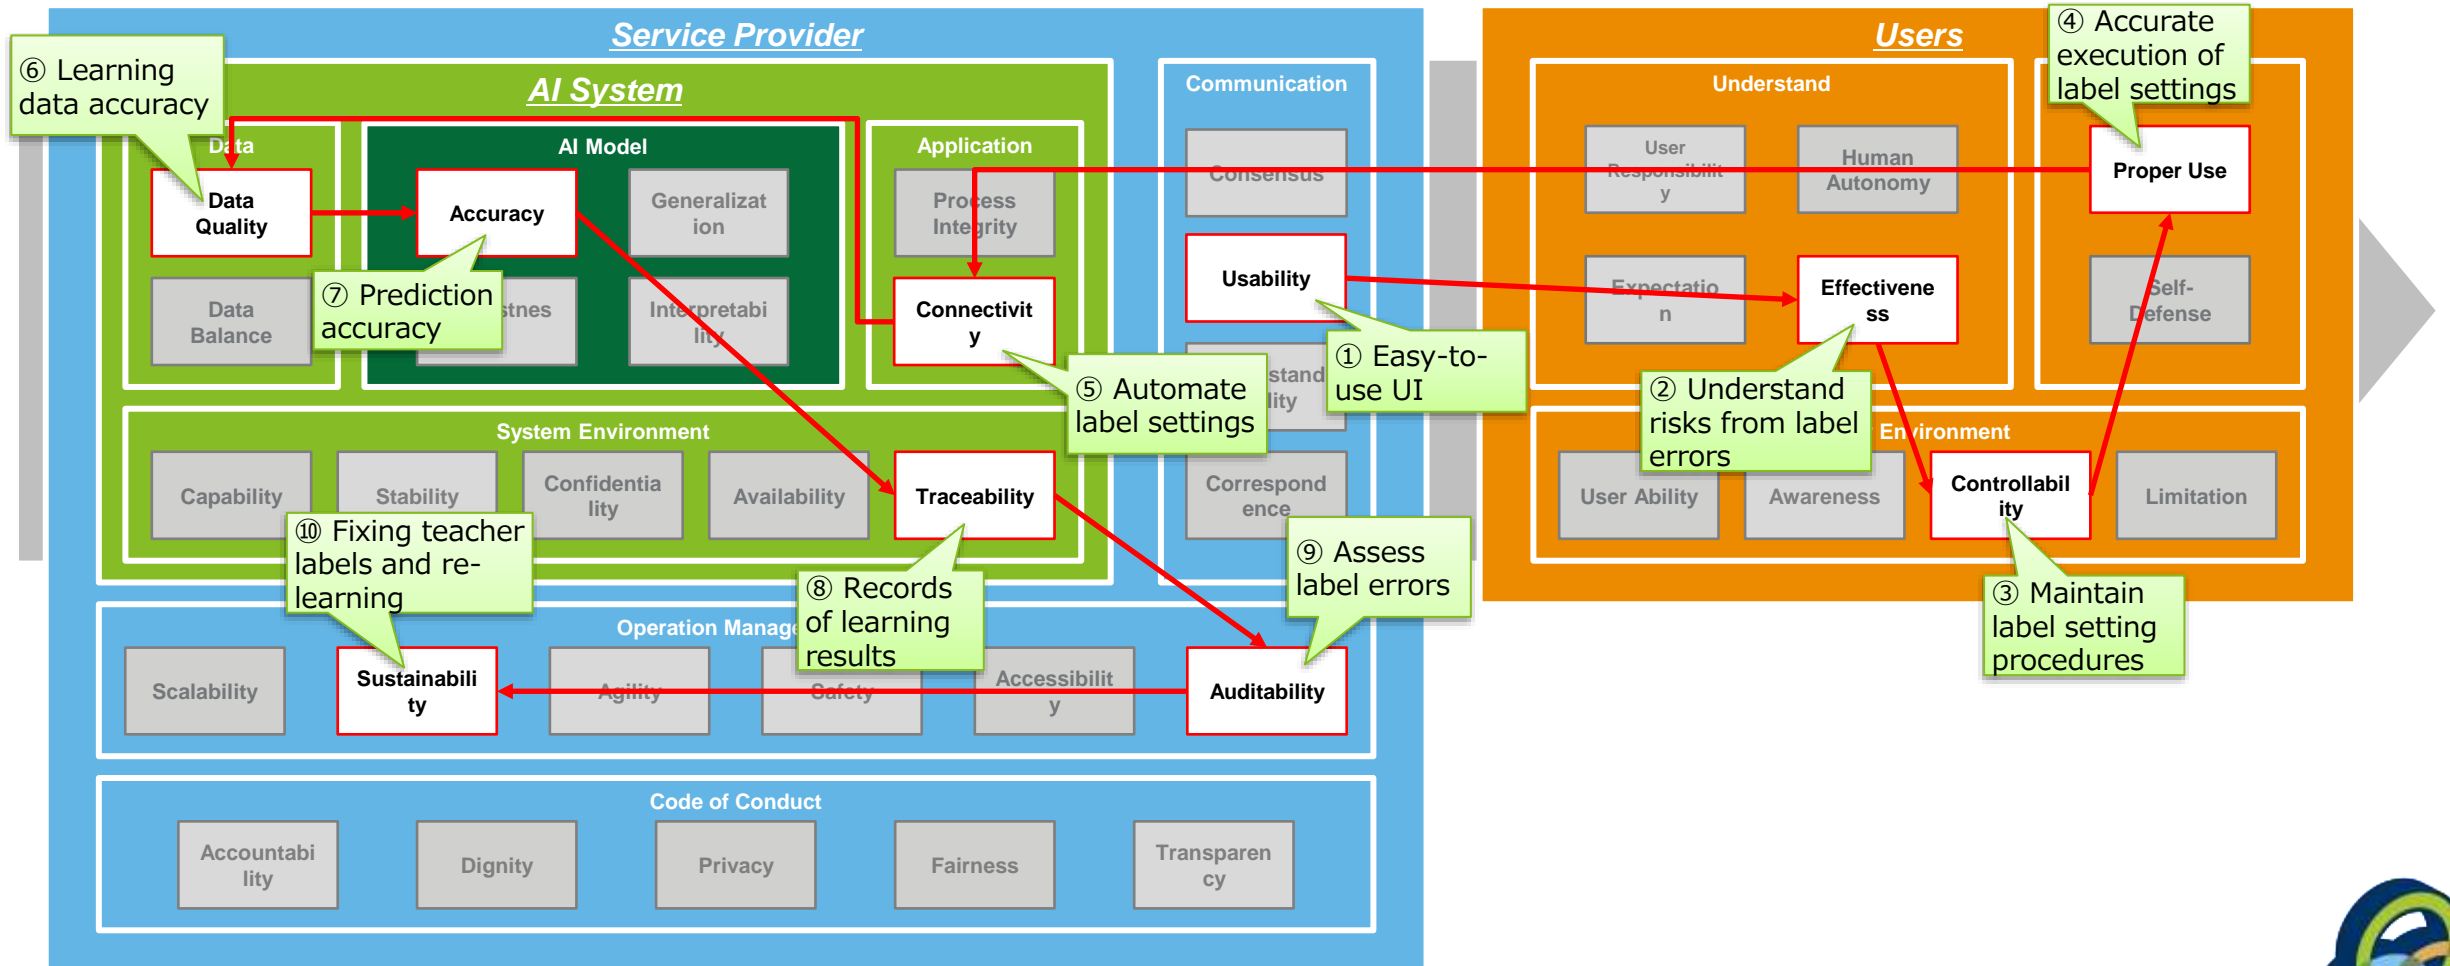 Service Provider
Users
④ Accurate
execution of
label settings
⑥ Learning
data accuracy
AI System
Communication
Understand
Data
AI Model
Application
Consensus
User
Responsibilit
y
Human
Autonomy
Proper Use
Data
Quality
Accuracy
Generalizat
ion
Process
Integrity
Usability
Expectatio
n
Effectivene
ss
Self-
Defense
Data
Balance
⑦ Prediction
accuracy
stnes
Interpretabi
lity
Connectivit
y
① Easy-to-
use UI
stand
lity
⑤ Automate
label settings
② Understand
risks from label
errors
System Environment
Environment
Capability
Stability
Confidentia
lity
Availability
Traceability
Correspond
ence
User Ability
Awareness
Controllabil
ity
Limitation
⑩ Fixing teacher
labels and re-
learning
⑧ Records
of learning
results
⑨ Assess
label errors
③ Maintain
label setting
procedures
Operation Manage
Scalability
Sustainabili
ty
Agility
Safety
Accessibilit
y
Auditability
Code of Conduct
Accountabi
lity
Dignity
Privacy
Fairness
Transparen
cy